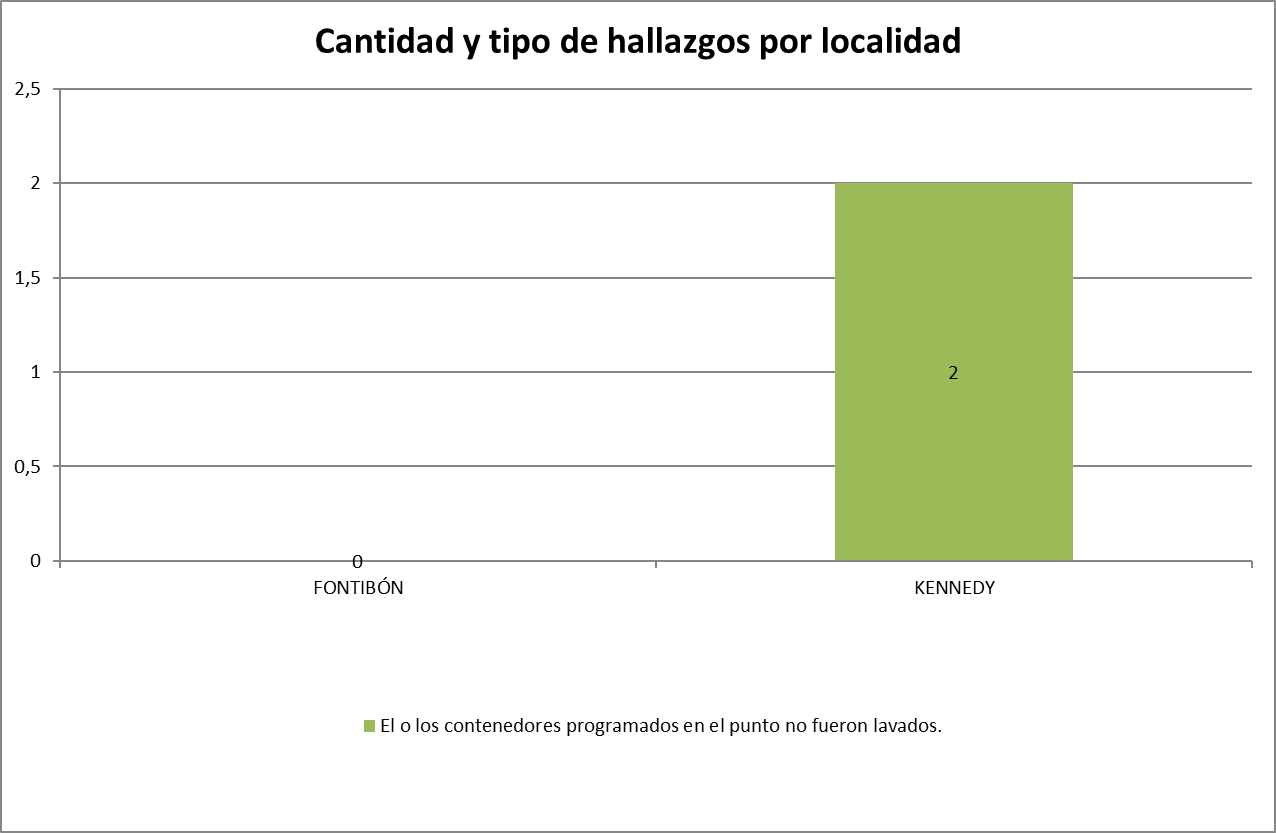 Cantidad y tipo de hallazgos por localidad
2,5
2
1,5
1
0,5
0
0
2
FONTIBÓN
KENNEDY
El o los contenedores programados en el punto no fueron lavados.